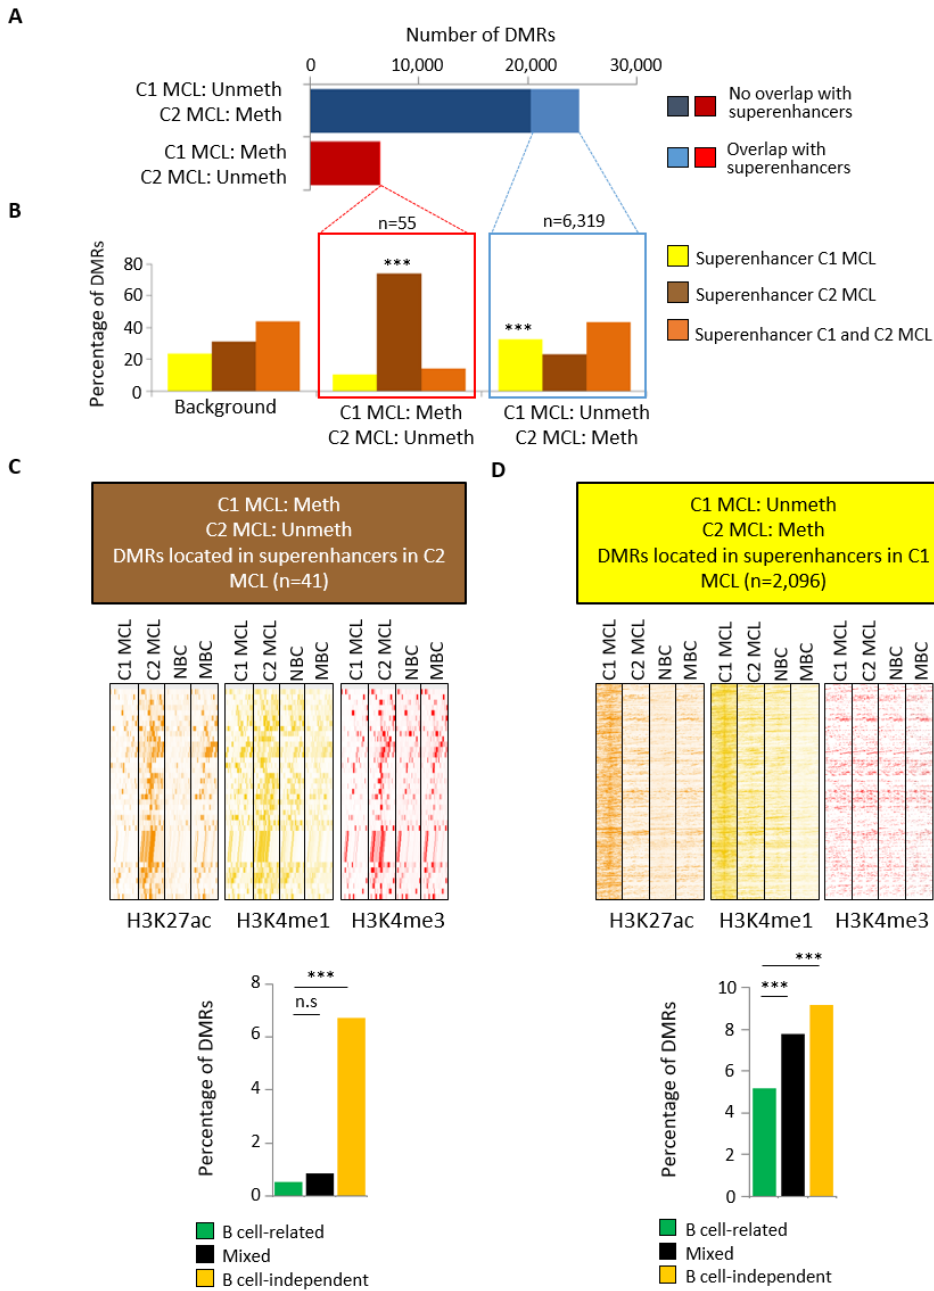 A
Number of DMRs
0 10,000 20,000 30,000
C1 MCL: Unmeth
C2 MCL: Meth
C1 MCL: Meth
C2 MCL: Unmeth
No overlap with
superenhancers
Overlap with
superenhancers
B
n=55
n=6,319
Percentage of DMRs
80
60
40
20
0
***
***
Background
C1 MCL: Meth
C2 MCL: Unmeth
C1 MCL: Unmeth
C2 MCL: Meth
Superenhancer C1 MCL
Superenhancer C2 MCL
Superenhancer C1 and C2 MCL
C
C1 MCL: Meth
C2 MCL: Unmeth
DMRs located in superenhancers in C2
MCL (n=41)
C1 MCL C2 MCL NBC MBC C1 MCL C2 MCL NBC MBC C1 MCL C2 MCL NBC MBC
H3K27ac H3K4me1 H3K4me3
Percentage of DMRs
8
6
4
2
0
***
n.s
B cell-related
Mixed
B cell-independent
D
C1 MCL: Unmeth
C2 MCL: Meth
DMRs located in superenhancers in C1
MCL (n=2,096)
C1 MCL C2 MCL NBC MBC C1 MCL C2 MCL NBC MBC C1 MCL C2 MCL NBC MBC
H3K27ac H3K4me1 H3K4me3
Percentage of DMRs
10
8
6
4
2
0
***
***
B cell-related
Mixed
B cell-independent